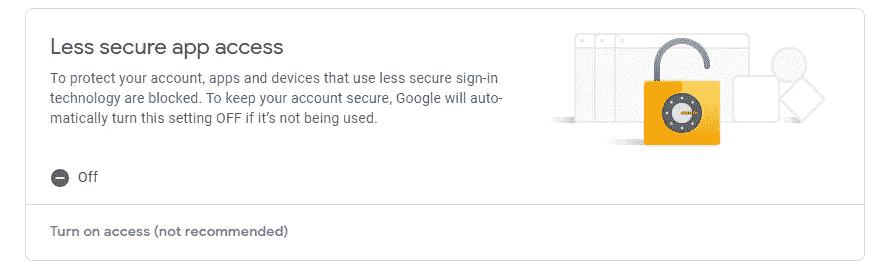 Less secure app access
To protect your account, apps and devices that use less secure sign-in
technology are blocked. To keep your account secure, Google will auto-
matically turn this setting OFF if it's not being used.
Off
Turn on access (not recommended)